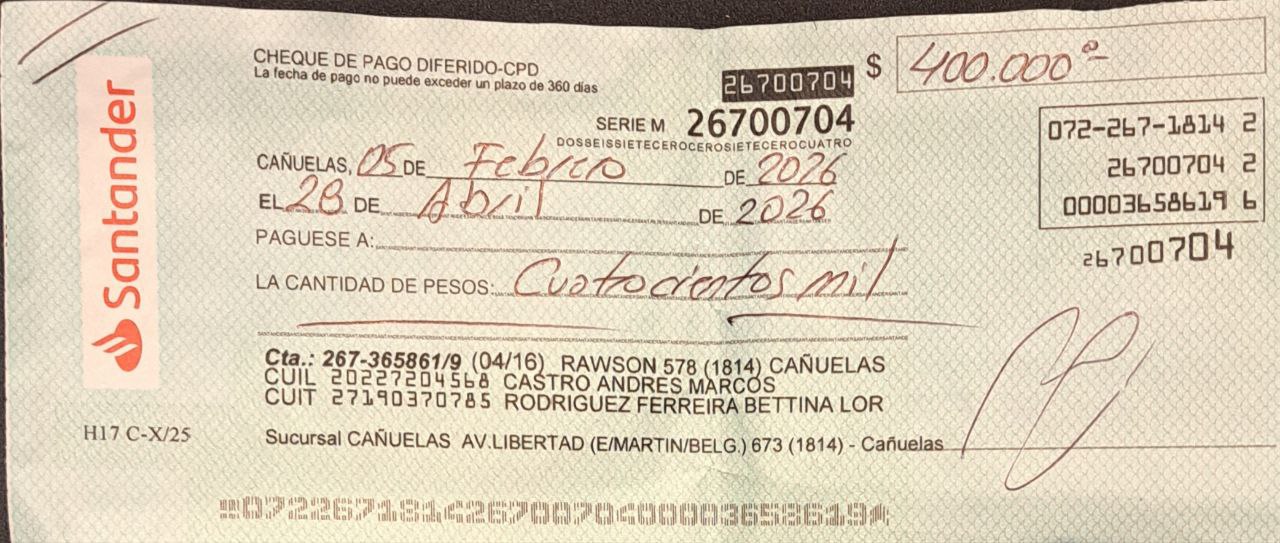 Santander
CHEQUE DE PAGO DIFERIDO-CPD
La fecha de pago no puede exceder un plazo de 360 días
26700704
$ 400.000 º-
SERIE M 26700704
DOSSEISSIETECEROCEROSIETECEROCUATRO
072-267-1814 2
26700704 2
00003658619 6
26700704
CAÑUELAS, 05 DE Febrero DE 2026
EL 28 DE Abril DE 2026
PAGUESE A:
LA CANTIDAD DE PESOS: Cuatrocientos mil
Cta.: 267-365861/9 (04/16) RAWSON 578 (1814) CAÑUELAS
CUIL 20227204568 CASTRO ANDRES MARCOS
CUIT 27190370785 RODRIGUEZ FERREIRA BETTINA LOR
H17 C-X/25
Sucursal CAÑUELAS AV.LIBERTAD (E/MARTIN/BELG.) 673 (1814) - Cañuelas
07226718142670070400003658619